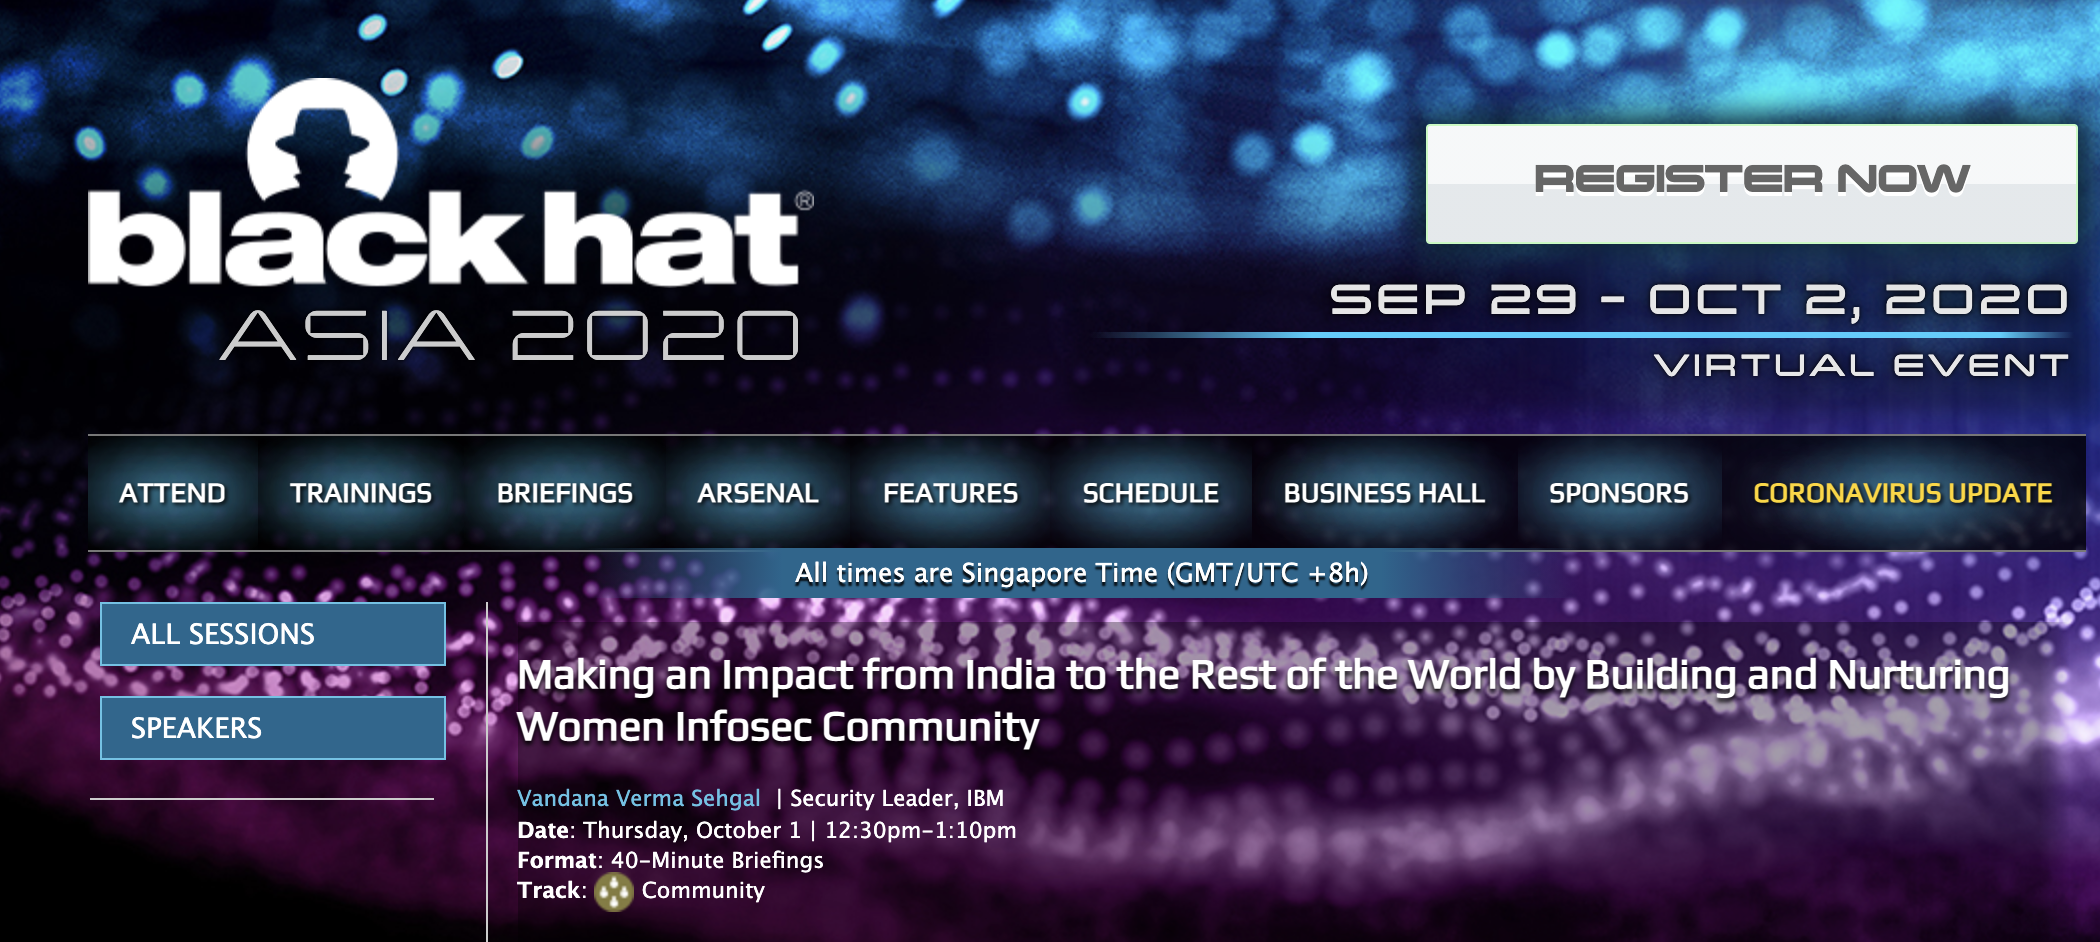 blackhat®
ASIA 2020
REGISTER NOW
SEP 29 - OCT 2, 2020
VIRTUAL EVENT
ATTEND TRAININGS BRIEFINGS ARSENAL FEATURES SCHEDULE BUSINESS HALL SPONSORS CORONAVIRUS UPDATE
All times are Singapore Time (GMT/UTC +8h)
ALL SESSIONS
SPEAKERS
Making an Impact from India to the Rest of the World by Building and Nurturing
Women Infosec Community
Vandana Verma Sehgal | Security Leader, IBM
Date: Thursday, October 1 | 12:30pm-1:10pm
Format: 40-Minute Briefings
Track: Community